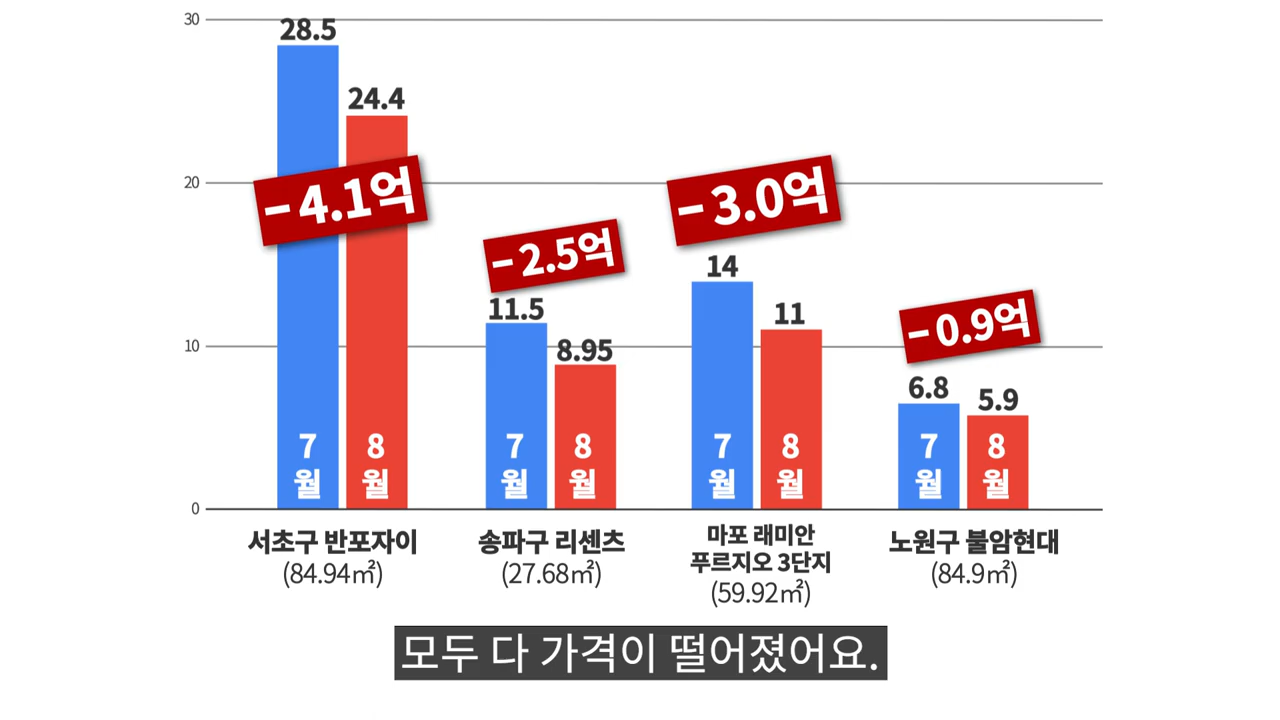 30
28.5
24.4
20
-4.1억
-3.0억
-2.5억
14
11.5
11
-0.9억
10
8.95
6.8
5.9
7월
8월
7월
8월
7월
8월
7월
8월
0
서초구 반포자이
(84.94㎡)
송파구 리센츠
(27.68㎡)
마포 래미안
푸르지오 3단지
(59.92㎡)
노원구 불암현대
(84.9㎡)
모두 다 가격이 떨어졌어요.